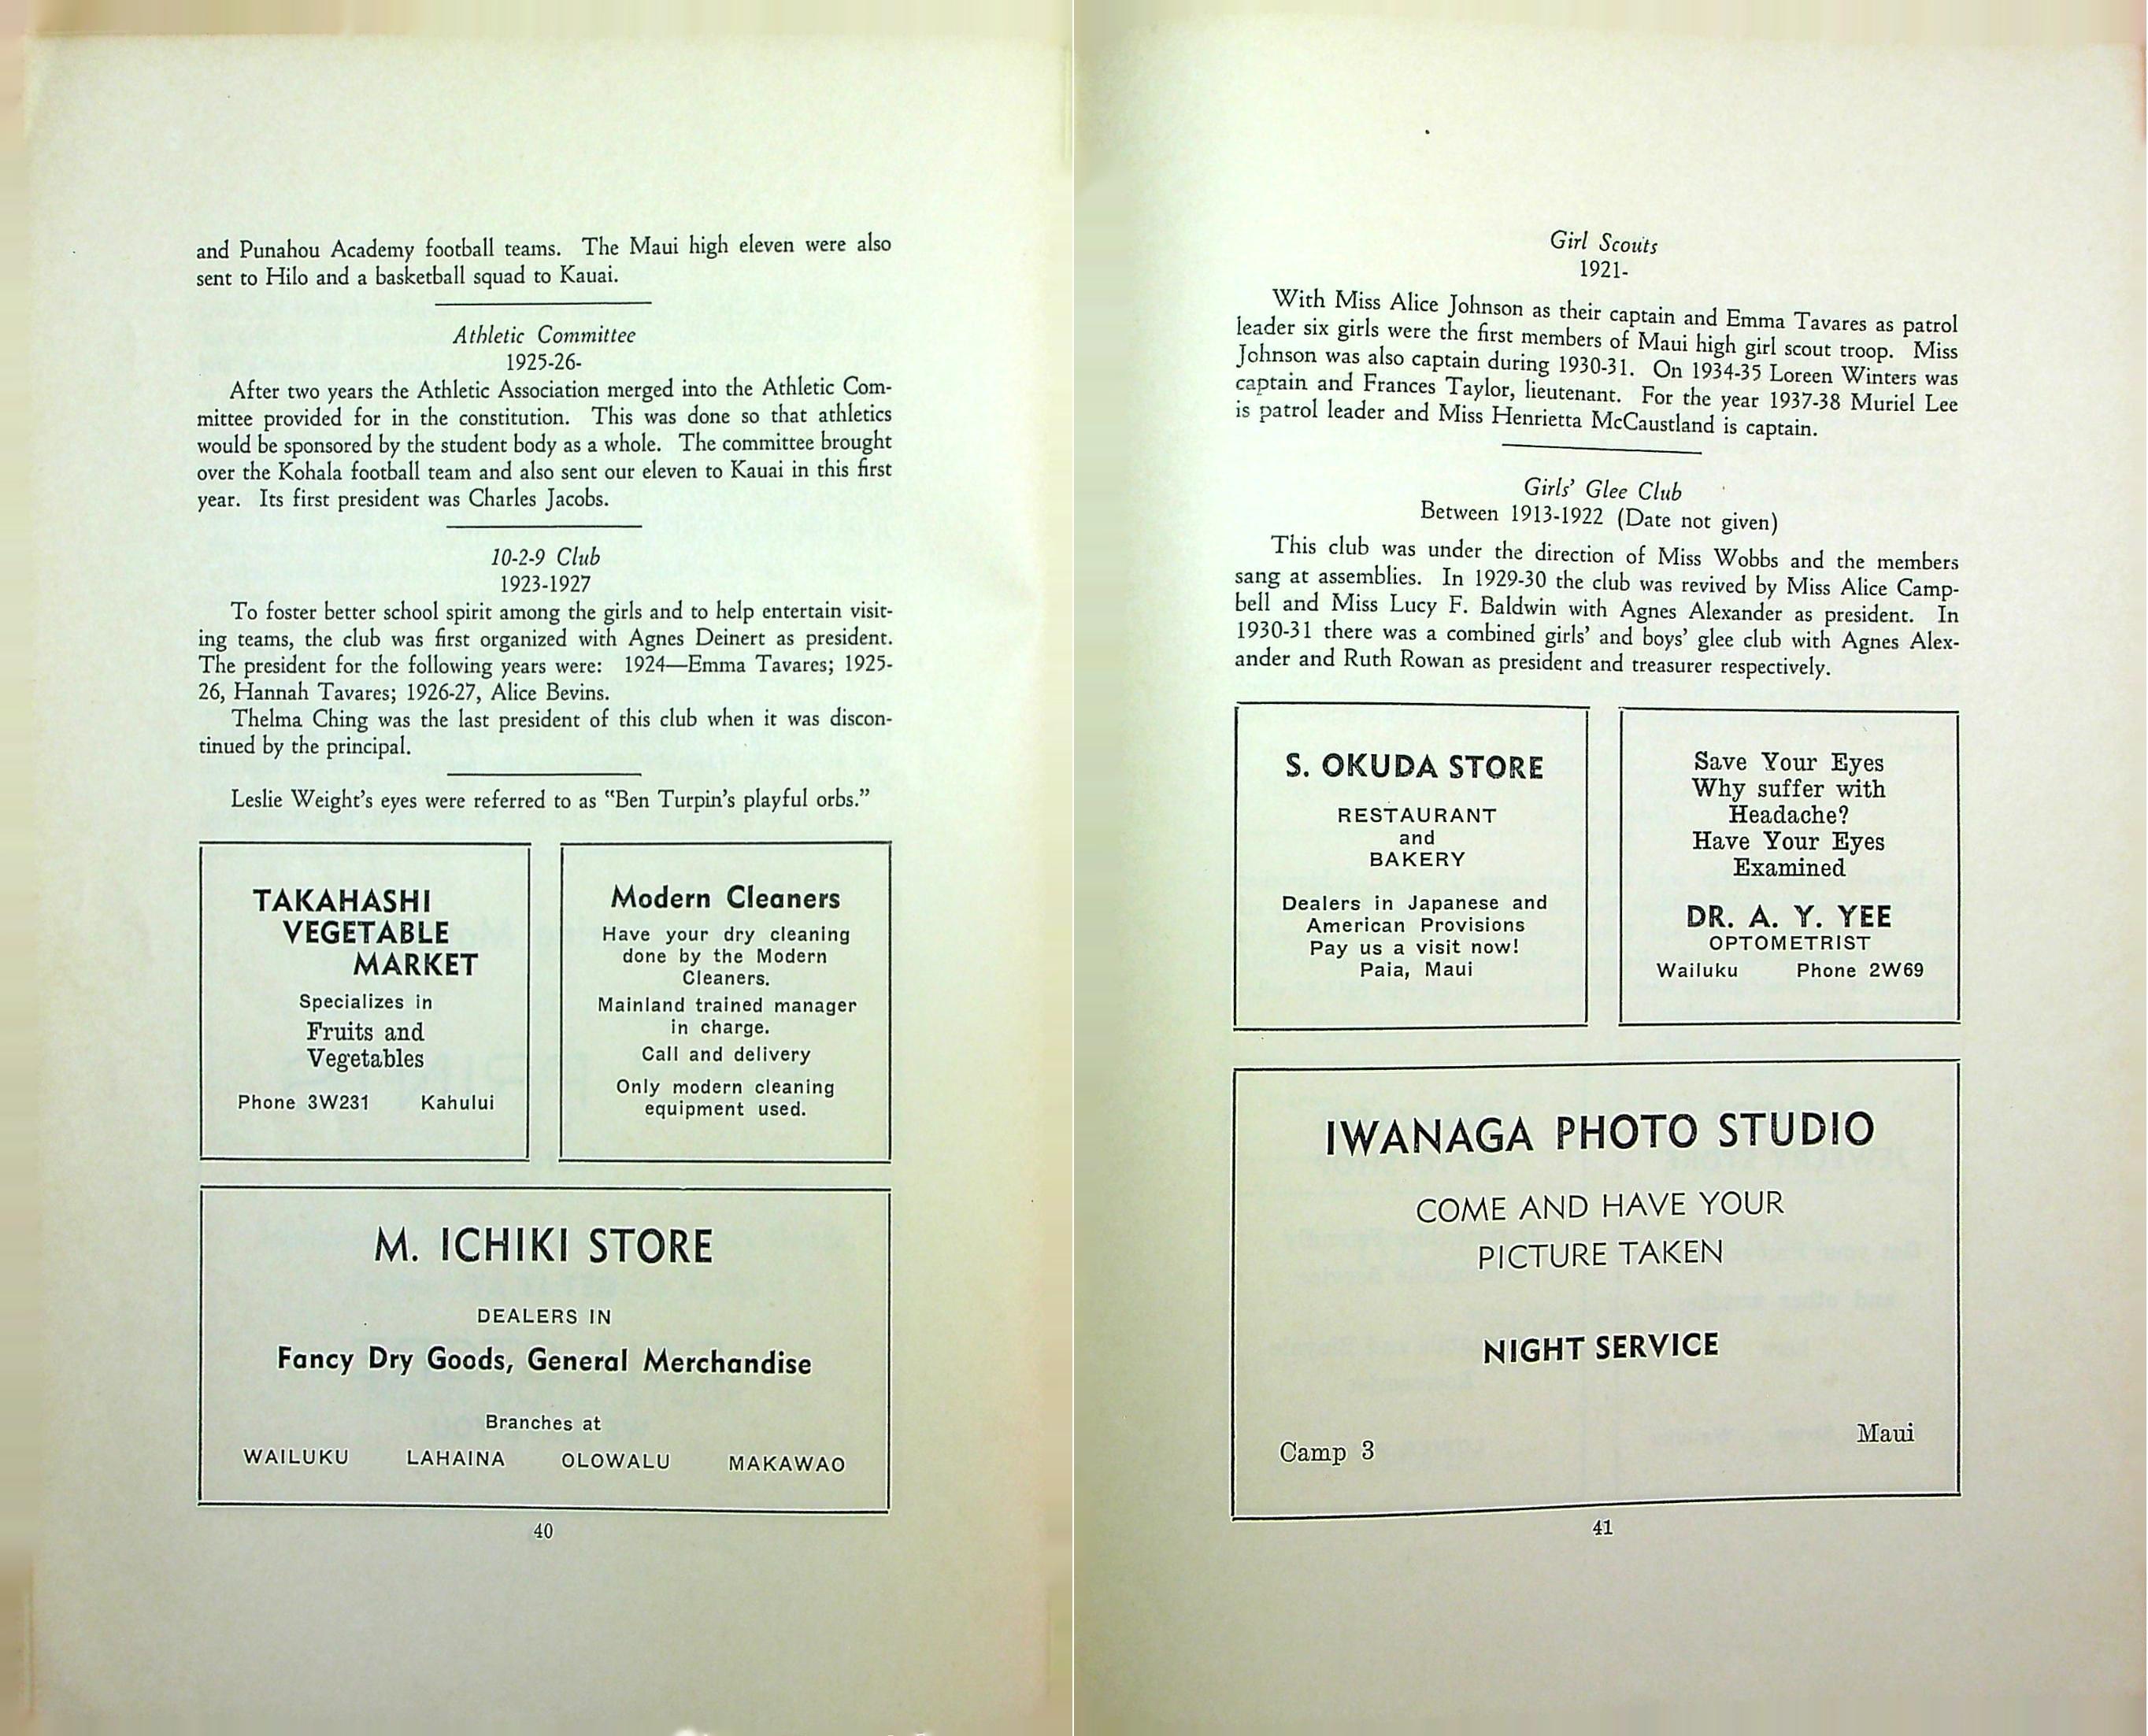 and Punahou Academy football teams. The Maui high eleven were also
sent to Hilo and a basketball squad to Kauai.
Athletic Committee
1925-26-
After two years the Athletic Association merged into the Athletic Com-
mittee provided for in the constitution. This was done so that athletics
would be sponsored by the student body as a whole. The committee brought
over the Kohala football team and also sent our eleven to Kauai in this first
year. Its first president was Charles Jacobs.
10-2-9 Club
1923-1927
To foster better school spirit among the girls and to help entertain visit-
ing teams, the club was first organized with Agnes Deinert as president.
The president for the following years were: 1924—Emma Tavares; 1925-
26, Hannah Tavares; 1926-27, Alice Bevins.
Thelma Ching was the last president of this club when it was discon-
tinued by the principal.
Leslie Weight's eyes were referred to as "Ben Turpin's playful orbs."
TAKAHASHI
VEGETABLE
MARKET
Specializes in
Fruits and
Vegetables
Phone 3W231 Kahului
Modern Cleaners
Have your dry cleaning
done by the Modern
Cleaners.
Mainland trained manager
in charge.
Call and delivery
Only modern cleaning
equipment used.
M. ICHIKI STORE
DEALERS IN
Fancy Dry Goods, General Merchandise
Branches at
WAILUKU LAHAINA OLOWALU MAKAWAO
40
Girl Scouts
1921-
With Miss Alice Johnson as their captain and Emma Tavares as patrol
leader six girls were the first members of Maui high girl scout troop. Miss
Johnson was also captain during 1930-31. On 1934-35 Loreen Winters was
captain and Frances Taylor, lieutenant. For the year 1937-38 Muriel Lee
is patrol leader and Miss Henrietta McCaustland is captain.
Girls' Glee Club
Between 1913-1922 (Date not given)
This club was under the direction of Miss Wobbs and the members
sang at assemblies. In 1929-30 the club was revived by Miss Alice Camp-
bell and Miss Lucy F. Baldwin with Agnes Alexander as president. In
1930-31 there was a combined girls' and boys' glee club with Agnes Alex-
ander and Ruth Rowan as president and treasurer respectively.
S. OKUDA STORE
RESTAURANT
and
BAKERY
Dealers in Japanese and
American Provisions
Pay us a visit now!
Paia, Maui
Save Your Eyes
Why suffer with
Headache?
Have Your Eyes
Examined
DR. A. Y. YEE
OPTOMETRIST
Wailuku Phone 2W69
IWANAGA PHOTO STUDIO
COME AND HAVE YOUR
PICTURE TAKEN
NIGHT SERVICE
Camp 3 Maui
41